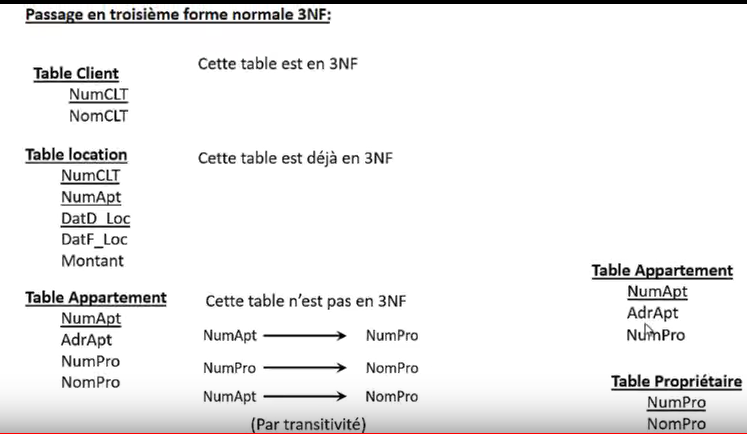 Passage en troisième forme normale 3NF:
Table Client
NumCLT
NomCLT
Cette table est en 3NF
Table location
NumCLT
NumApt
DatD_Loc
DatF_Loc
Montant
Cette table est déjà en 3NF
Table Appartement
NumApt
AdrApt
NumPro
NomPro
Cette table n'est pas en 3NF
NumApt NumPro
NumPro NomPro
NumApt NomPro
(Par transitivité)
Table Appartement
NumApt
AdrApt
NumPro
Table Propriétaire
NumPro
NomPro